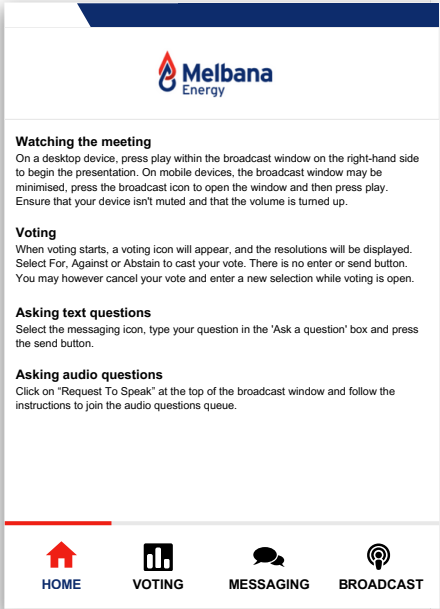 Melbana
Energy
Watching the meeting
On a desktop device, press play within the broadcast window on the right-hand side
to begin the presentation. On mobile devices, the broadcast window may be
minimised, press the broadcast icon to open the window and then press play.
Ensure that your device isn't muted and that the volume is turned up.
Voting
When voting starts, a voting icon will appear, and the resolutions will be displayed.
Select For, Against or Abstain to cast your vote. There is no enter or send button.
You may however cancel your vote and enter a new selection while voting is open.
Asking text questions
Select the messaging icon, type your question in the 'Ask a question' box and press
the send button.
Asking audio questions
Click on “Request To Speak” at the top of the broadcast window and follow the
instructions to join the audio questions queue.
HOME VOTING MESSAGING BROADCAST